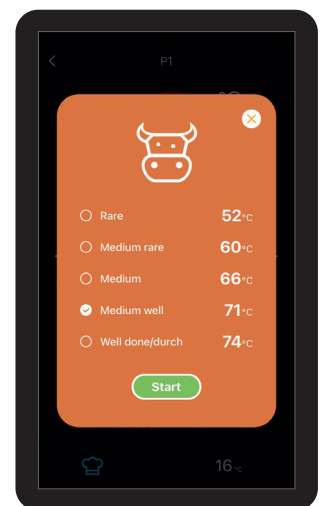 P1
Rare 52°C
Medium rare 60°C
Medium 66°C
Medium well 71°C
Well done/durch 74°C
Start
16°C